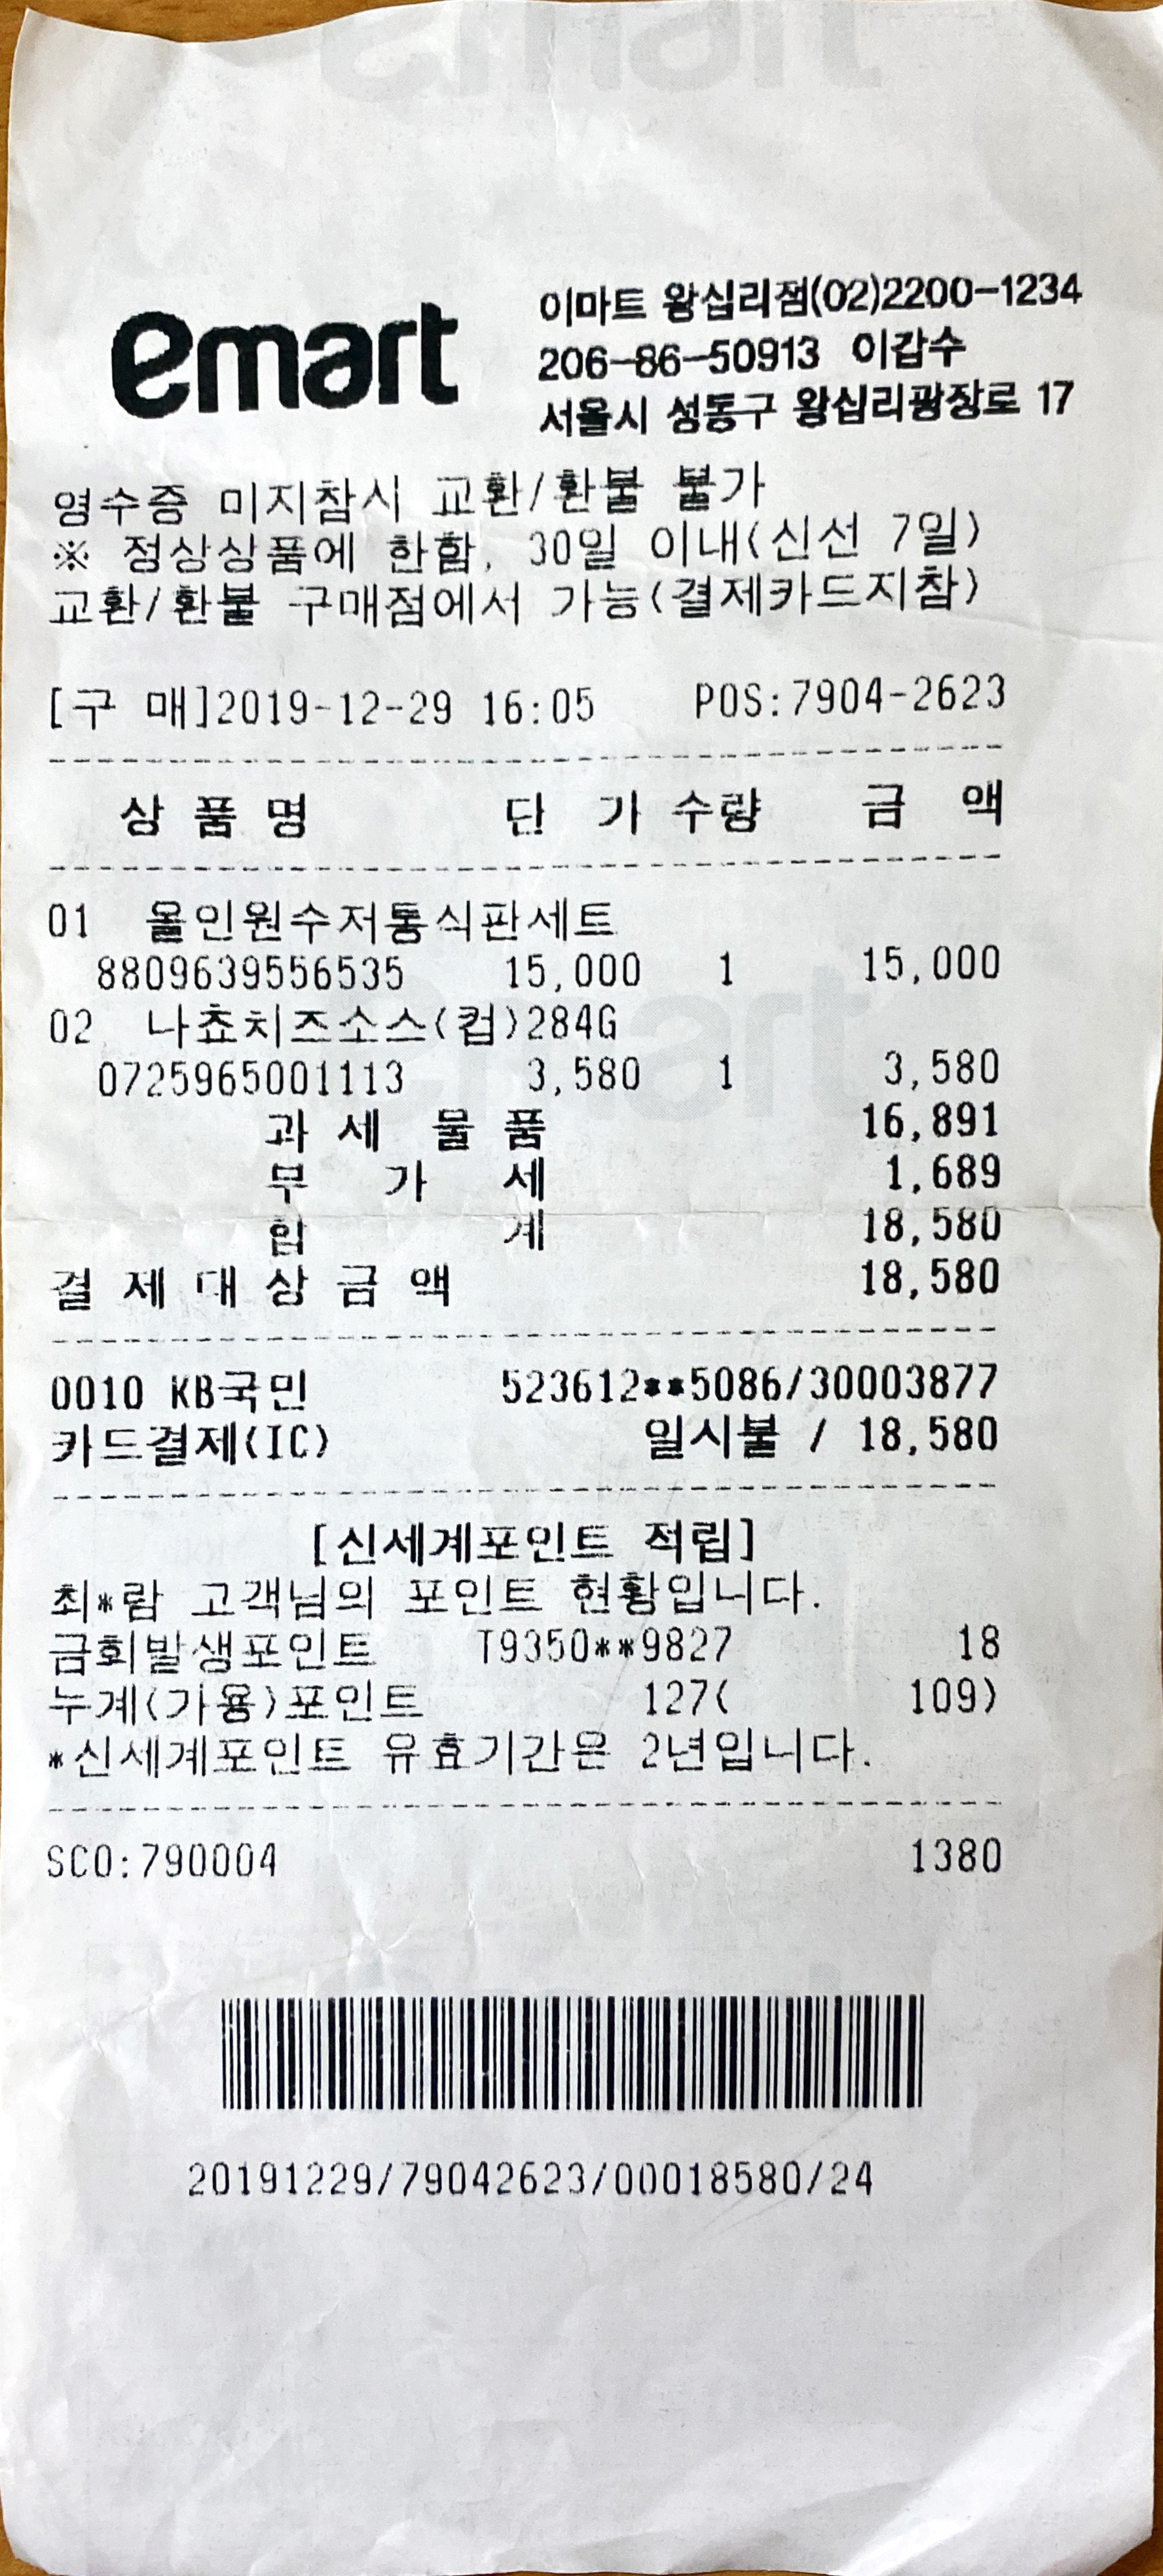 emart
이마트 왕십리점(02)2200-1234
206-86-50913 이갑수
서울시 성동구 왕십리광장로 17
영수증 미지참시 교환/환불 불가
※ 정상상품에 한함, 30일 이내(신선 7일)
교환/환불 구매점에서 가능(결제카드지참)
[구 매]2019-12-29 16:05 POS:7904-2623
상 품 명 단 가 수량 금 액
01 올인원수저통식판세트
8809639556535 15,000 1 15,000
02 나쵸치즈소스(컵)284G
0725965001113 3,580 1 3,580
과 세 물 품 16,891
부 가 세 1,689
합 계 18,580
결 제 대 상 금 액 18,580
0010 KB국민 523612**5086/30003877
카드결제(IC) 일시불 / 18,580
[신세계포인트 적립]
최*람 고객님의 포인트 현황입니다.
금회발생포인트 T9350**9827 18
누계(가용)포인트 127( 109)
*신세계포인트 유효기간은 2년입니다.
SCO:790004 1380
20191229/79042623/00018580/24